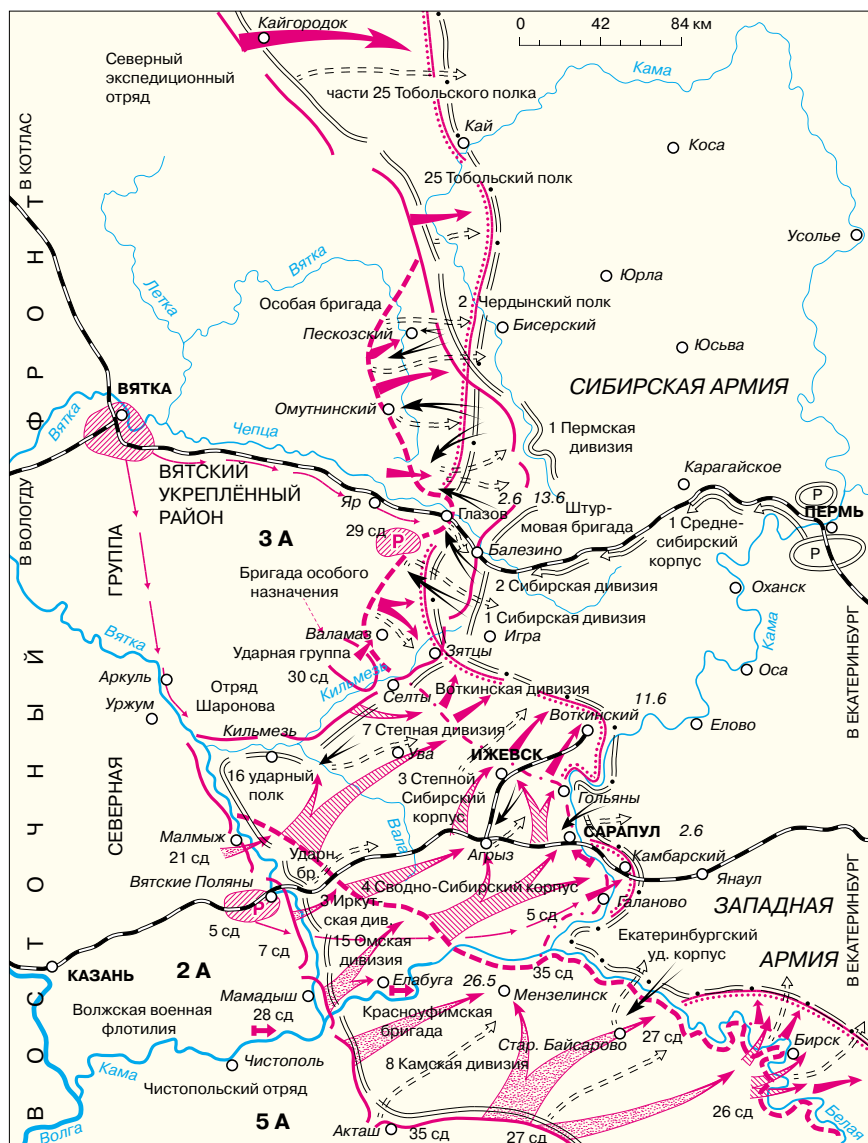 Кайгородок
0 42 84 км
Северный
экспедиционный
отряд
Кама
части 25 Тобольского полка
В КОТЛАС
Кай
Коса
25 Тобольский полк
Усолье
Вятка
Летка
Юрла
Особая бригада
2 Чердынский полк
Песковский
Бисерский
Юсьва
СИБИРСКАЯ АРМИЯ
ВЯТКА
Омутнинский
Вятка
Чепца
1 Пермская
дивизия
ВЯТСКИЙ
УКРЕПЛЁННЫЙ
РАЙОН
Карагайское
Яр
2.6
13.6
Р
ПЕРМЬ
Глазов
Штур-
мовая бригада
1 Средне-
сибирский
корпус
Р
В ВОЛОГДУ
3 А
29 сд
Р
Балезино
ГРУППА
Бригада особого
назначения
2 Сибирская дивизия
Оханск
1 Сибирская дивизия
Кама
Вятка
Валамаз
Игра
Ударная группа
Зятцы
В ЕКАТЕРИНБУРГ
Аркуль
30 сд
Кильмезь
Оса
Отряд
Шаронова
Селты
Воткинская дивизия
Уржум
11.6
Кильмезь
7 Степная дивизия
Воткинский
Елово
Ува
ИЖЕВСК
16 ударный
полк
3 Степной
Сибирский
корпус
Гольяны
СЕВЕРНАЯ
Малмыж
Вала
САРАПУЛ
2.6
21 сд
Ударн.
бр.
Агрыз
Камбарский
Янаул
Вятские Поляны
4 Сводно-Сибирский корпус
Р
3 Иркут-
ская див.
Галаново
ЗАПАДНАЯ
5 сд
5 сд
7 сд
15 Омская
дивизия
Екатеринбургский
уд. корпус
В ЕКАТЕРИНБУРГ
2 А
КАЗАНЬ
Елабуга
26.5
35 сд
АРМИЯ
Мамадыш
Мензелинск
28 сд
Волжская военная
флотилия
Красноуфимская
бригада
Стар. Байсарово
27 сд
Бирск
Чистополь
8 Камская дивизия
Кама
Чистопольский отряд
26 сд
5 А
Волга
Акташ
35 сд
27 сд
Белая
ВОСТОЧНЫЙ ФРОНТ